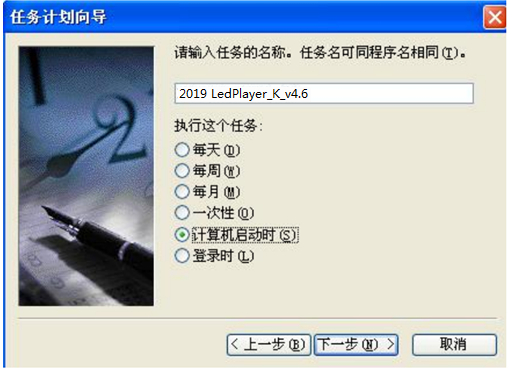 任务计划向导
请输入任务的名称。任务名可同程序名相同(T)。
2019 LedPlayer_K_v4.6
执行这个任务:
每天(D)
每周(W)
每月(M)
一次性(O)
计算机启动时(S)
登录时(L)
< 上一步(B) 下一步(N) > 取消